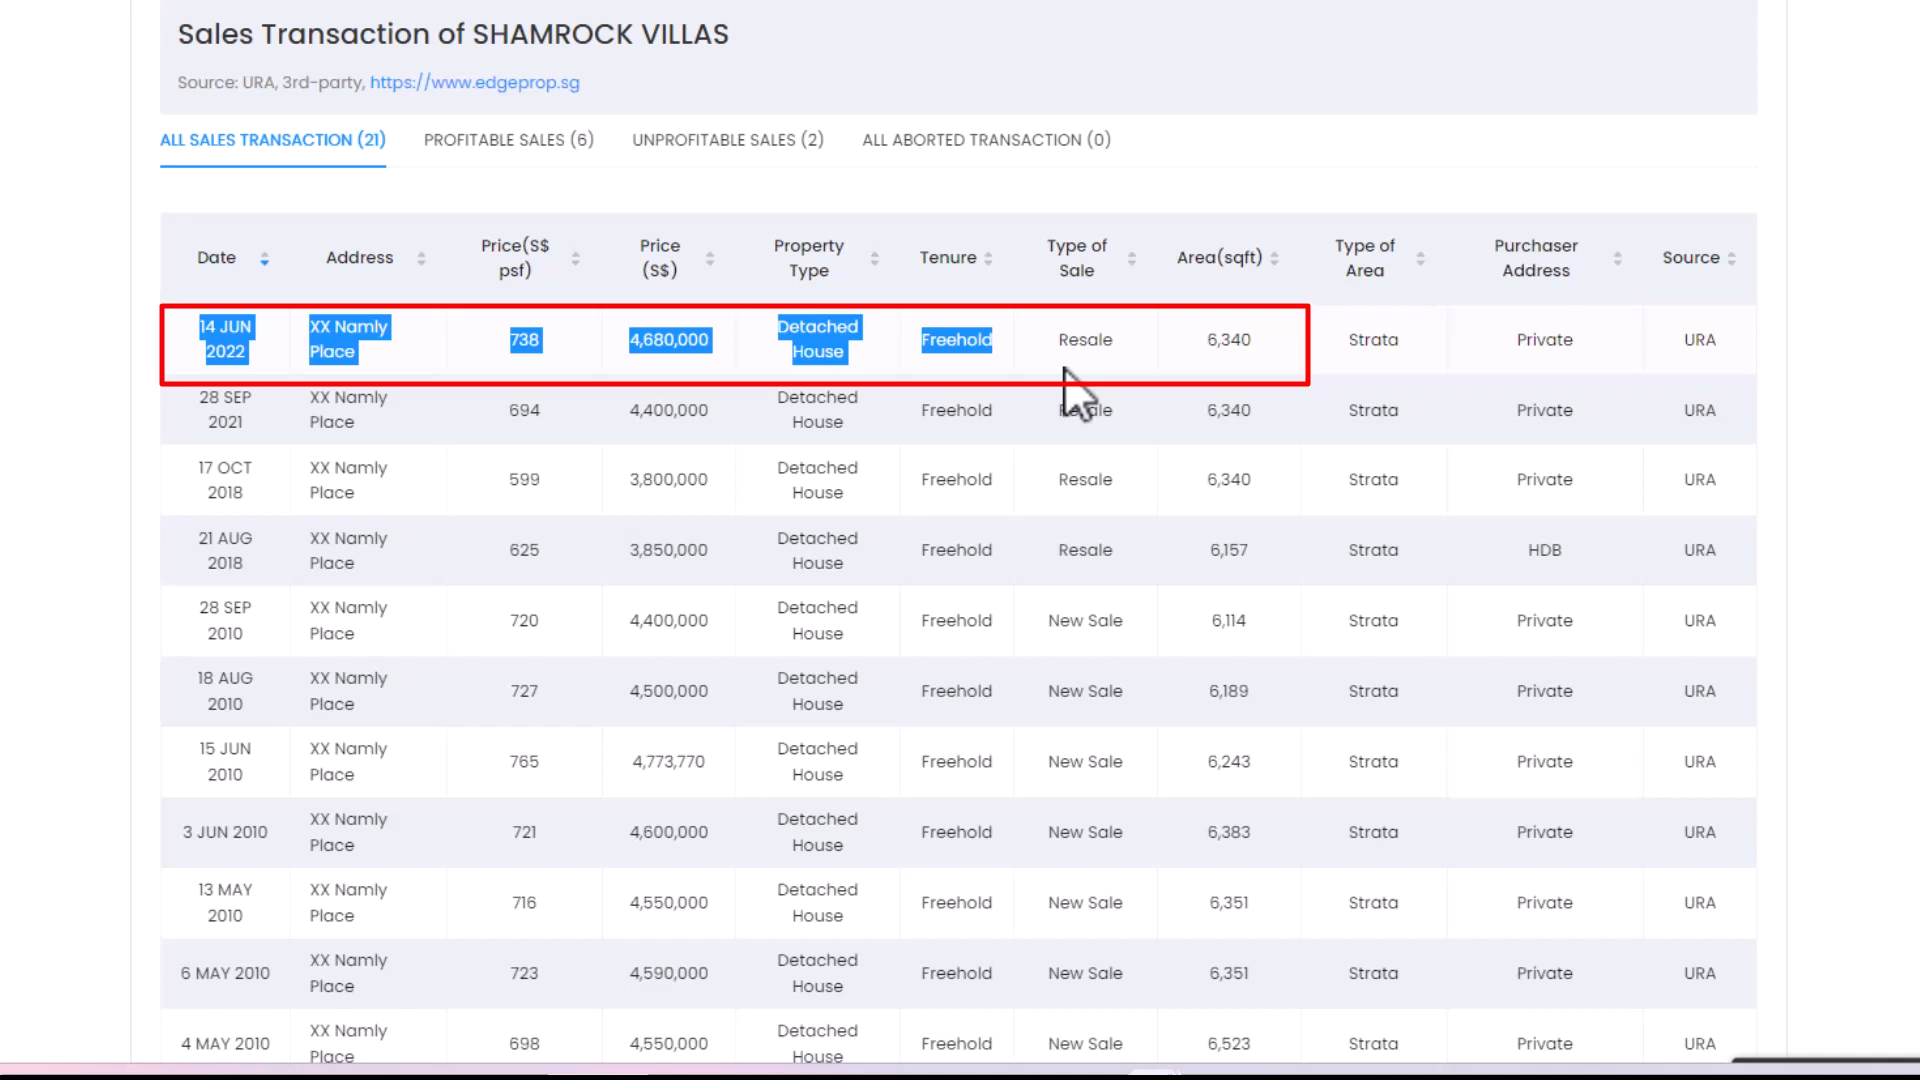 Sales Transaction of SHAMROCK VILLAS
Source: URA, 3rd-party, https://www.edgeprop.sg
ALL SALES TRANSACTION (21) PROFITABLE SALES (6) UNPROFITABLE SALES (2) ALL ABORTED TRANSACTION (0)
Date Address Price(S$ psf) Price (S$) Property Type Tenure Type of Sale Area(sqft) Type of Area Purchaser Address Source
14 JUN 2022 XX Namly Place 738 4,680,000 Detached House Freehold Resale 6,340 Strata Private URA
28 SEP 2021 XX Namly Place 694 4,400,000 Detached House Freehold Resale 6,340 Strata Private URA
17 OCT 2018 XX Namly Place 599 3,800,000 Detached House Freehold Resale 6,340 Strata Private URA
21 AUG 2018 XX Namly Place 625 3,850,000 Detached House Freehold Resale 6,157 Strata HDB URA
28 SEP 2010 XX Namly Place 720 4,400,000 Detached House Freehold New Sale 6,114 Strata Private URA
18 AUG 2010 XX Namly Place 727 4,500,000 Detached House Freehold New Sale 6,189 Strata Private URA
15 JUN 2010 XX Namly Place 765 4,773,770 Detached House Freehold New Sale 6,243 Strata Private URA
3 JUN 2010 XX Namly Place 721 4,600,000 Detached House Freehold New Sale 6,383 Strata Private URA
13 MAY 2010 XX Namly Place 716 4,550,000 Detached House Freehold New Sale 6,351 Strata Private URA
6 MAY 2010 XX Namly Place 723 4,590,000 Detached House Freehold New Sale 6,351 Strata Private URA
4 MAY 2010 XX Namly Place 698 4,550,000 Detached House Freehold New Sale 6,523 Strata Private URA